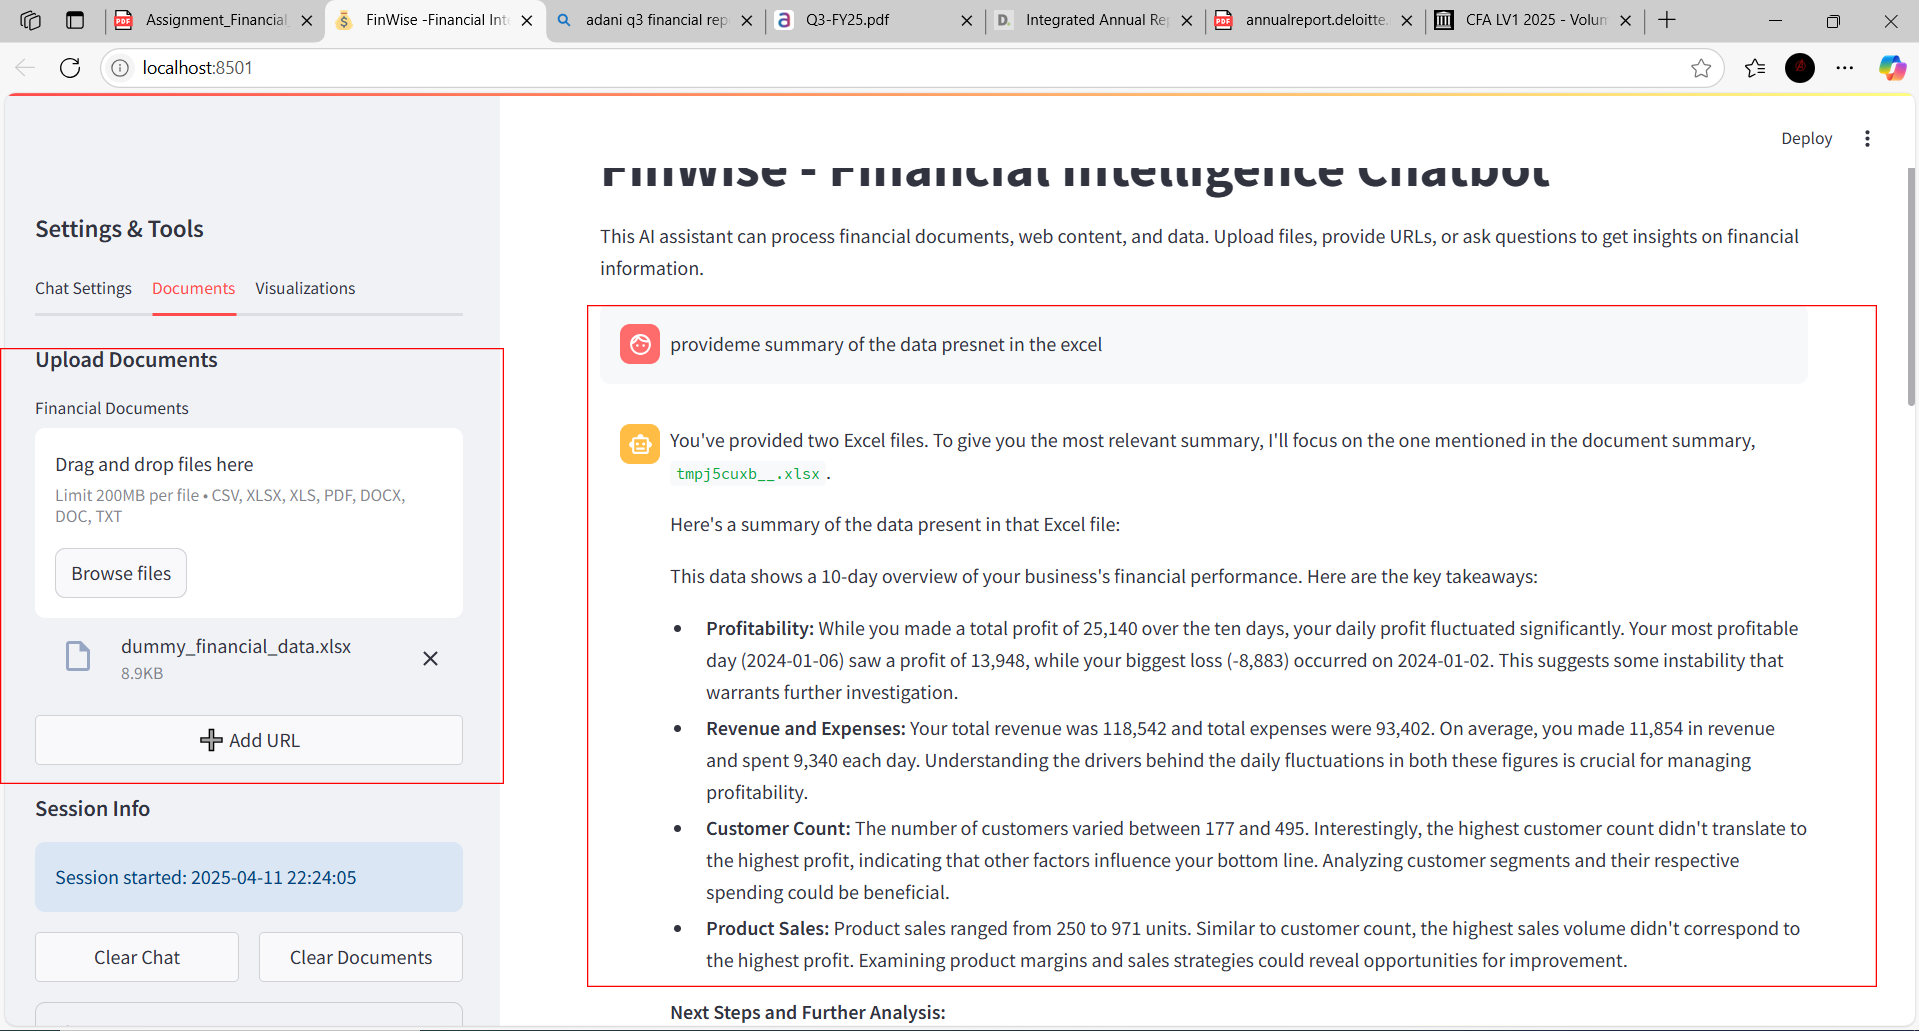 Assignment_Financial
FinWise -Financial Int
adani q3 financial rep
Q3-FY25.pdf
Integrated Annual Re
annualreport.deloitte.
CFA LV1 2025 - Volum
localhost:8501
Deploy
Settings & Tools
Chat Settings
Documents
Visualizations
Upload Documents
Financial Documents
Drag and drop files here
Limit 200MB per file • CSV, XLSX, XLS, PDF, DOCX,
DOC, TXT
Browse files
dummy_financial_data.xlsx
8.9KB
Add URL
Session Info
Session started: 2025-04-11 22:24:05
Clear Chat
Clear Documents
FinWise - Financial Intelligence Chatbot
This AI assistant can process financial documents, web content, and data. Upload files, provide URLs, or ask questions to get insights on financial
information.
provideme summary of the data presnet in the excel
You've provided two Excel files. To give you the most relevant summary, I'll focus on the one mentioned in the document summary,
tmpj5cuxb__.xlsx .
Here's a summary of the data present in that Excel file:
This data shows a 10-day overview of your business's financial performance. Here are the key takeaways:
• Profitability: While you made a total profit of 25,140 over the ten days, your daily profit fluctuated significantly. Your most profitable
day (2024-01-06) saw a profit of 13,948, while your biggest loss (-8,883) occurred on 2024-01-02. This suggests some instability that
warrants further investigation.
• Revenue and Expenses: Your total revenue was 118,542 and total expenses were 93,402. On average, you made 11,854 in revenue
and spent 9,340 each day. Understanding the drivers behind the daily fluctuations in both these figures is crucial for managing
profitability.
• Customer Count: The number of customers varied between 177 and 495. Interestingly, the highest customer count didn't translate to
the highest profit, indicating that other factors influence your bottom line. Analyzing customer segments and their respective
spending could be beneficial.
• Product Sales: Product sales ranged from 250 to 971 units. Similar to customer count, the highest sales volume didn't correspond to
the highest profit. Examining product margins and sales strategies could reveal opportunities for improvement.
Next Steps and Further Analysis: